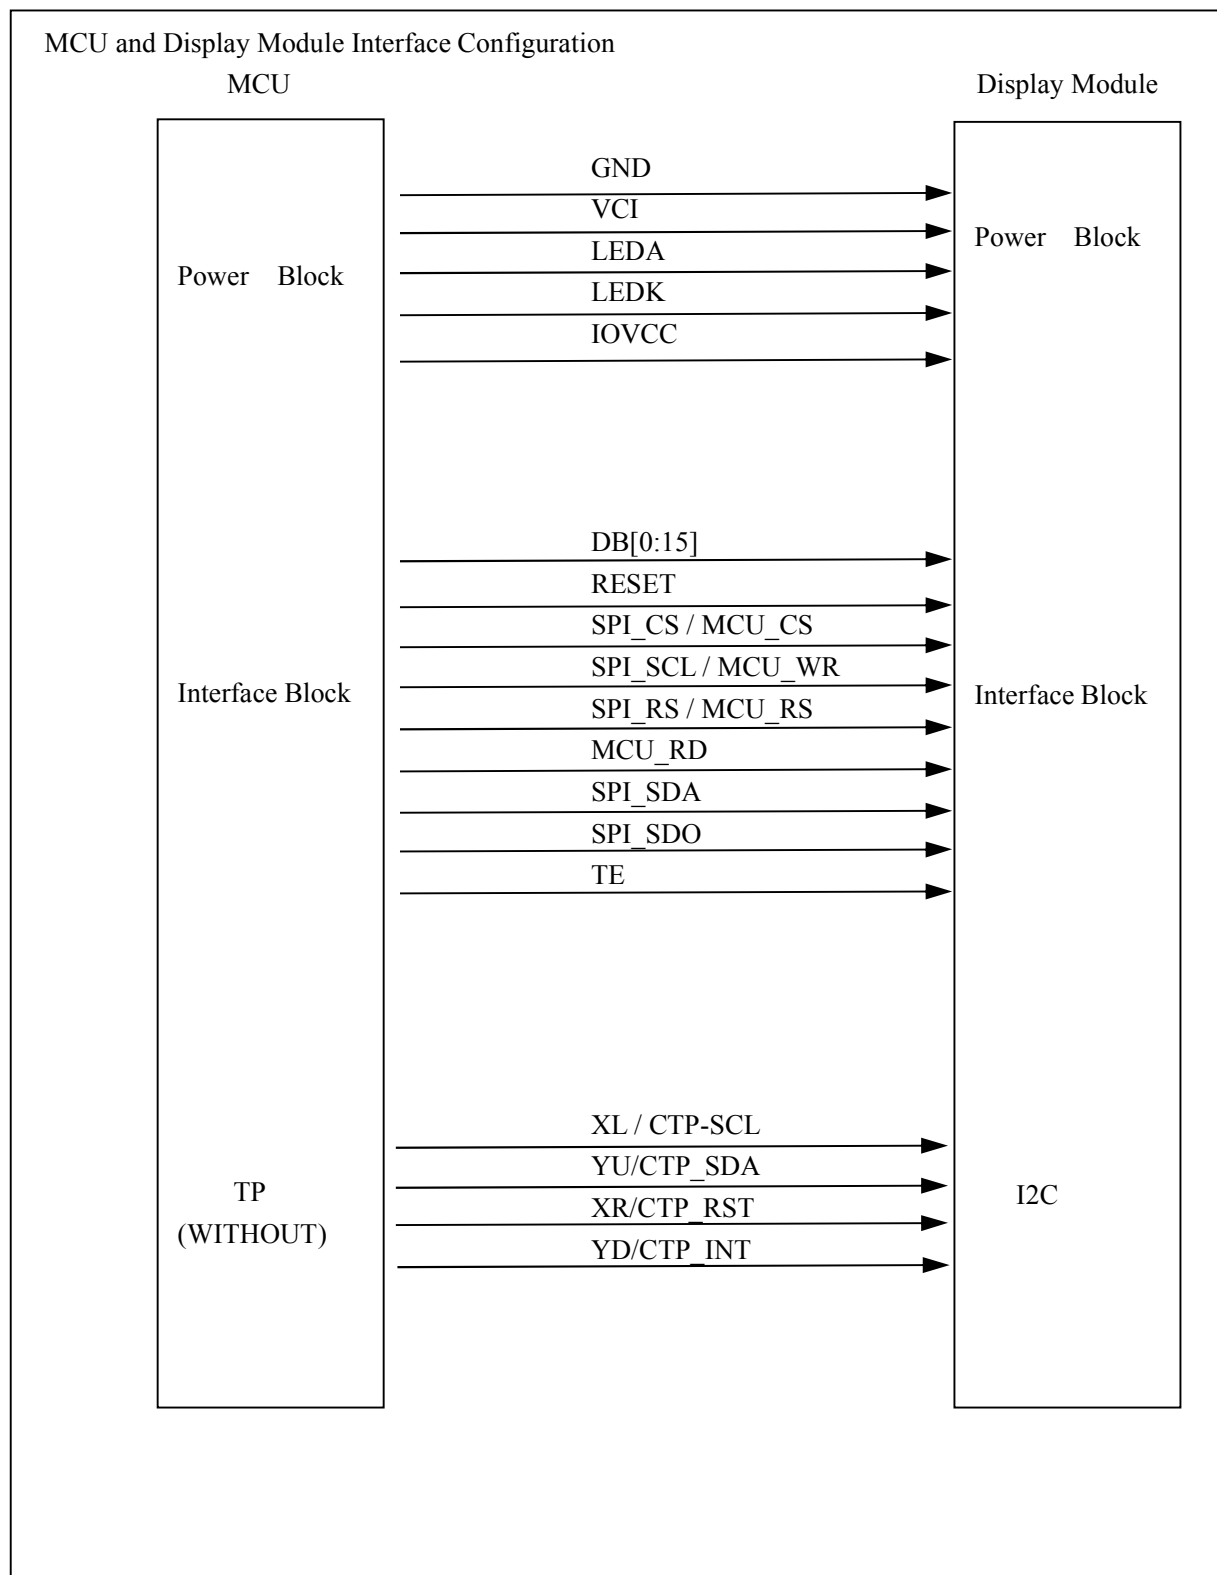 MCU and Display Module Interface Configuration
MCU
Display Module
GND
VCI
Power Block
LEDA
Power Block
LEDK
IOVCC
DB[0:15]
RESET
SPI_CS / MCU_CS
SPI_SCL / MCU_WR
Interface Block
Interface Block
SPI_RS / MCU_RS
MCU_RD
SPI_SDA
SPI_SDO
TE
XL / CTP-SCL
YU/CTP_SDA
TP
(WITHOUT)
I2C
XR/CTP_RST
YD/CTP_INT